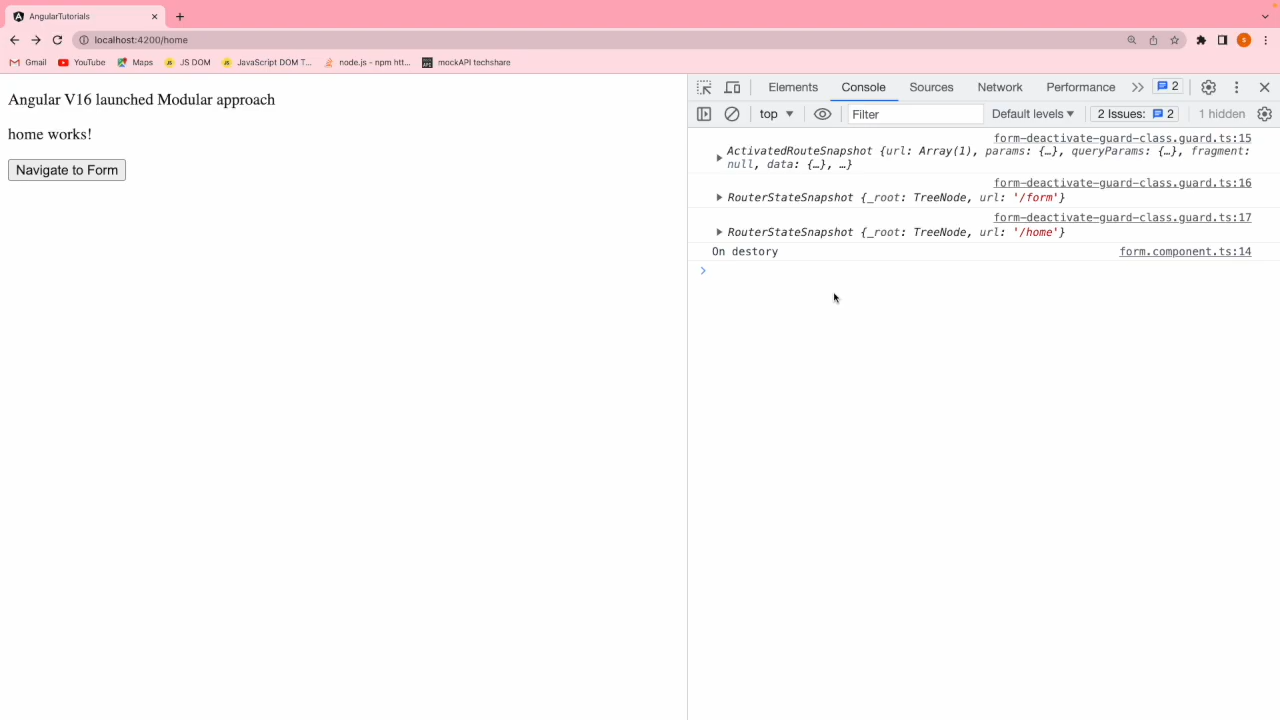 AngularTutorials
localhost:4200/home
Gmail YouTube Maps JS DOM JavaScript DOM T... node.js - npm htt... mockAPI techshare
Angular V16 launched Modular approach
home works!
Navigate to Form
Elements Console Sources Network Performance 2
top Filter Default levels 2 Issues: 2 1 hidden
form-deactivate-guard-class.guard.ts:15
ActivatedRouteSnapshot {url: Array(1), params: {…}, queryParams: {…}, fragment:
null, data: {…}, …}
form-deactivate-guard-class.guard.ts:16
RouterStateSnapshot {_root: TreeNode, url: '/form'}
form-deactivate-guard-class.guard.ts:17
RouterStateSnapshot {_root: TreeNode, url: '/home'}
On destory form.component.ts:14